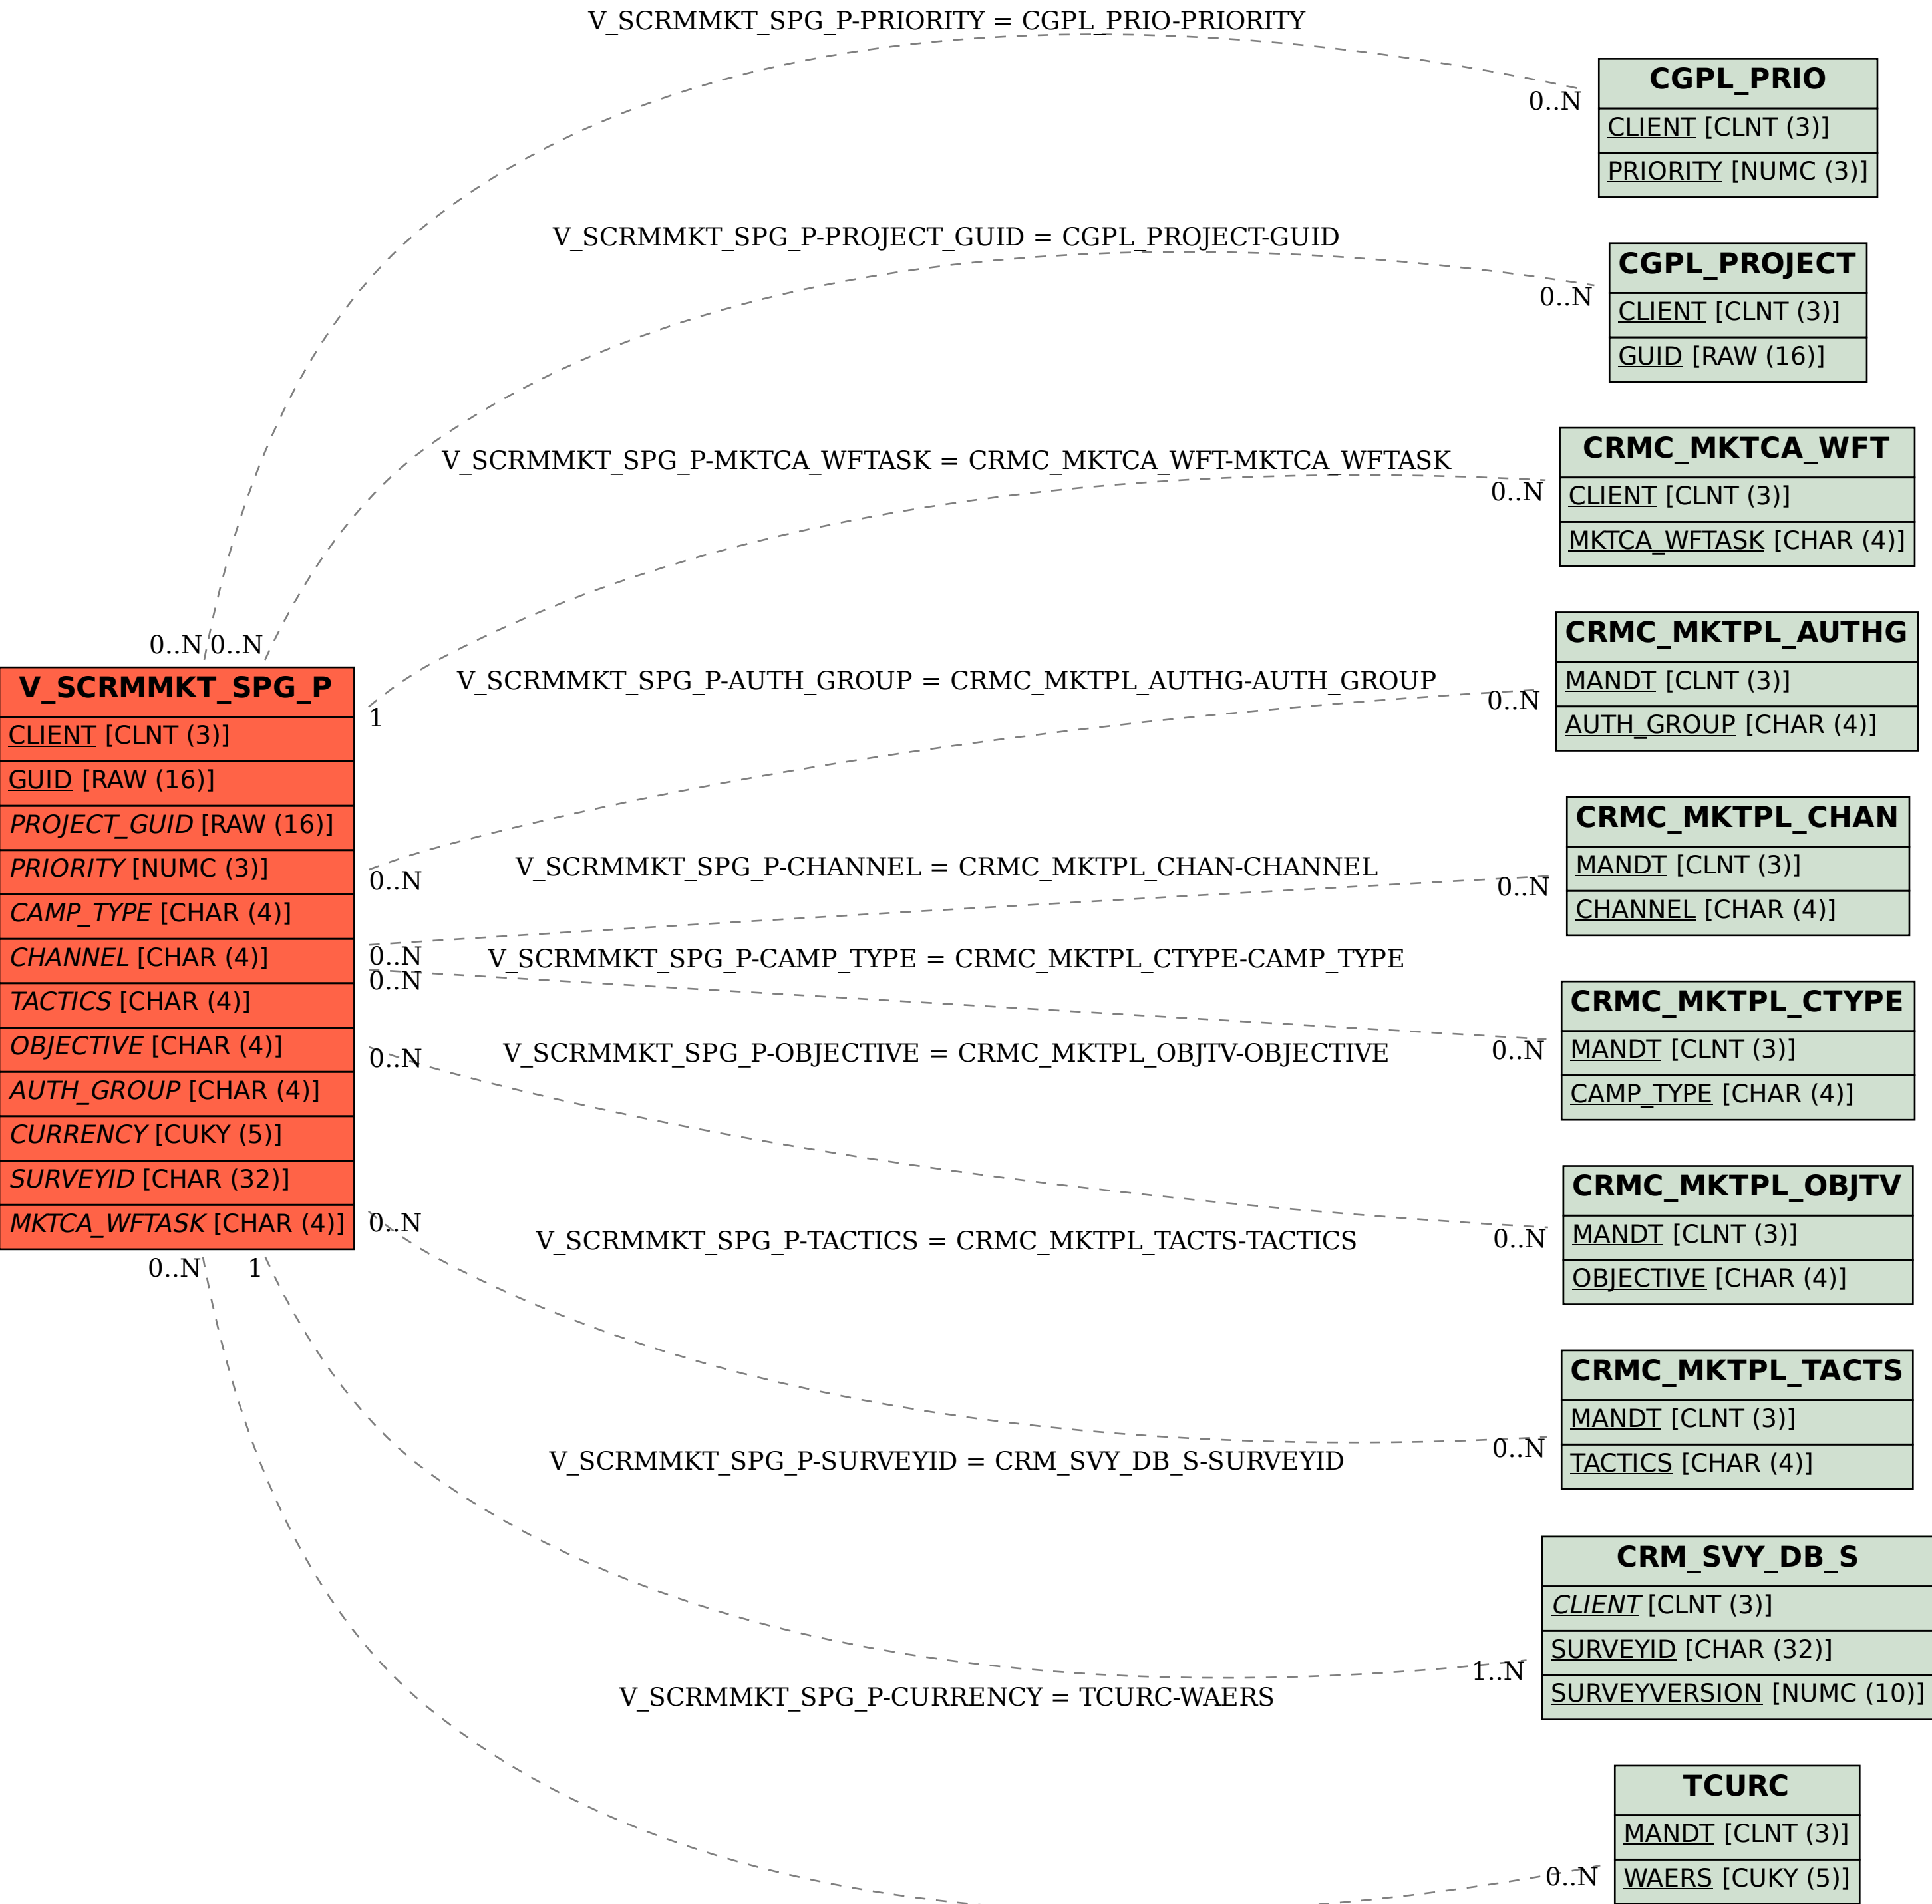 V_SCRMMKT_SPG_P-PRIORITY = CGPL_PRIO-PRIORITY
0..N
CGPL_PRIO
CLIENT [CLNT (3)]
PRIORITY [NUMC (3)]
V_SCRMMKT_SPG_P-PROJECT_GUID = CGPL_PROJECT-GUID
0..N
CGPL_PROJECT
CLIENT [CLNT (3)]
GUID [RAW (16)]
V_SCRMMKT_SPG_P-MKTCA_WFTASK = CRMC_MKTCA_WFT-MKTCA_WFTASK
0..N
CRMC_MKTCA_WFT
CLIENT [CLNT (3)]
MKTCA_WFTASK [CHAR (4)]
0..N 0..N
V_SCRMMKT_SPG_P
CLIENT [CLNT (3)]
GUID [RAW (16)]
PROJECT_GUID [RAW (16)]
PRIORITY [NUMC (3)]
CAMP_TYPE [CHAR (4)]
CHANNEL [CHAR (4)]
TACTICS [CHAR (4)]
OBJECTIVE [CHAR (4)]
AUTH_GROUP [CHAR (4)]
CURRENCY [CUKY (5)]
SURVEYID [CHAR (32)]
MKTCA_WFTASK [CHAR (4)]
1
V_SCRMMKT_SPG_P-AUTH_GROUP = CRMC_MKTPL_AUTHG-AUTH_GROUP
0..N
CRMC_MKTPL_AUTHG
MANDT [CLNT (3)]
AUTH_GROUP [CHAR (4)]
0..N
V_SCRMMKT_SPG_P-CHANNEL = CRMC_MKTPL_CHAN-CHANNEL
0..N
CRMC_MKTPL_CHAN
MANDT [CLNT (3)]
CHANNEL [CHAR (4)]
0..N
0..N
V_SCRMMKT_SPG_P-CAMP_TYPE = CRMC_MKTPL_CTYPE-CAMP_TYPE
0..N
CRMC_MKTPL_CTYPE
MANDT [CLNT (3)]
CAMP_TYPE [CHAR (4)]
0..N
V_SCRMMKT_SPG_P-OBJECTIVE = CRMC_MKTPL_OBJTV-OBJECTIVE
0..N
CRMC_MKTPL_OBJTV
MANDT [CLNT (3)]
OBJECTIVE [CHAR (4)]
0..N
V_SCRMMKT_SPG_P-TACTICS = CRMC_MKTPL_TACTS-TACTICS
0..N
CRMC_MKTPL_TACTS
MANDT [CLNT (3)]
TACTICS [CHAR (4)]
0..N 1
V_SCRMMKT_SPG_P-SURVEYID = CRM_SVY_DB_S-SURVEYID
1..N
CRM_SVY_DB_S
CLIENT [CLNT (3)]
SURVEYID [CHAR (32)]
SURVEYVERSION [NUMC (10)]
V_SCRMMKT_SPG_P-CURRENCY = TCURC-WAERS
0..N
TCURC
MANDT [CLNT (3)]
WAERS [CUKY (5)]